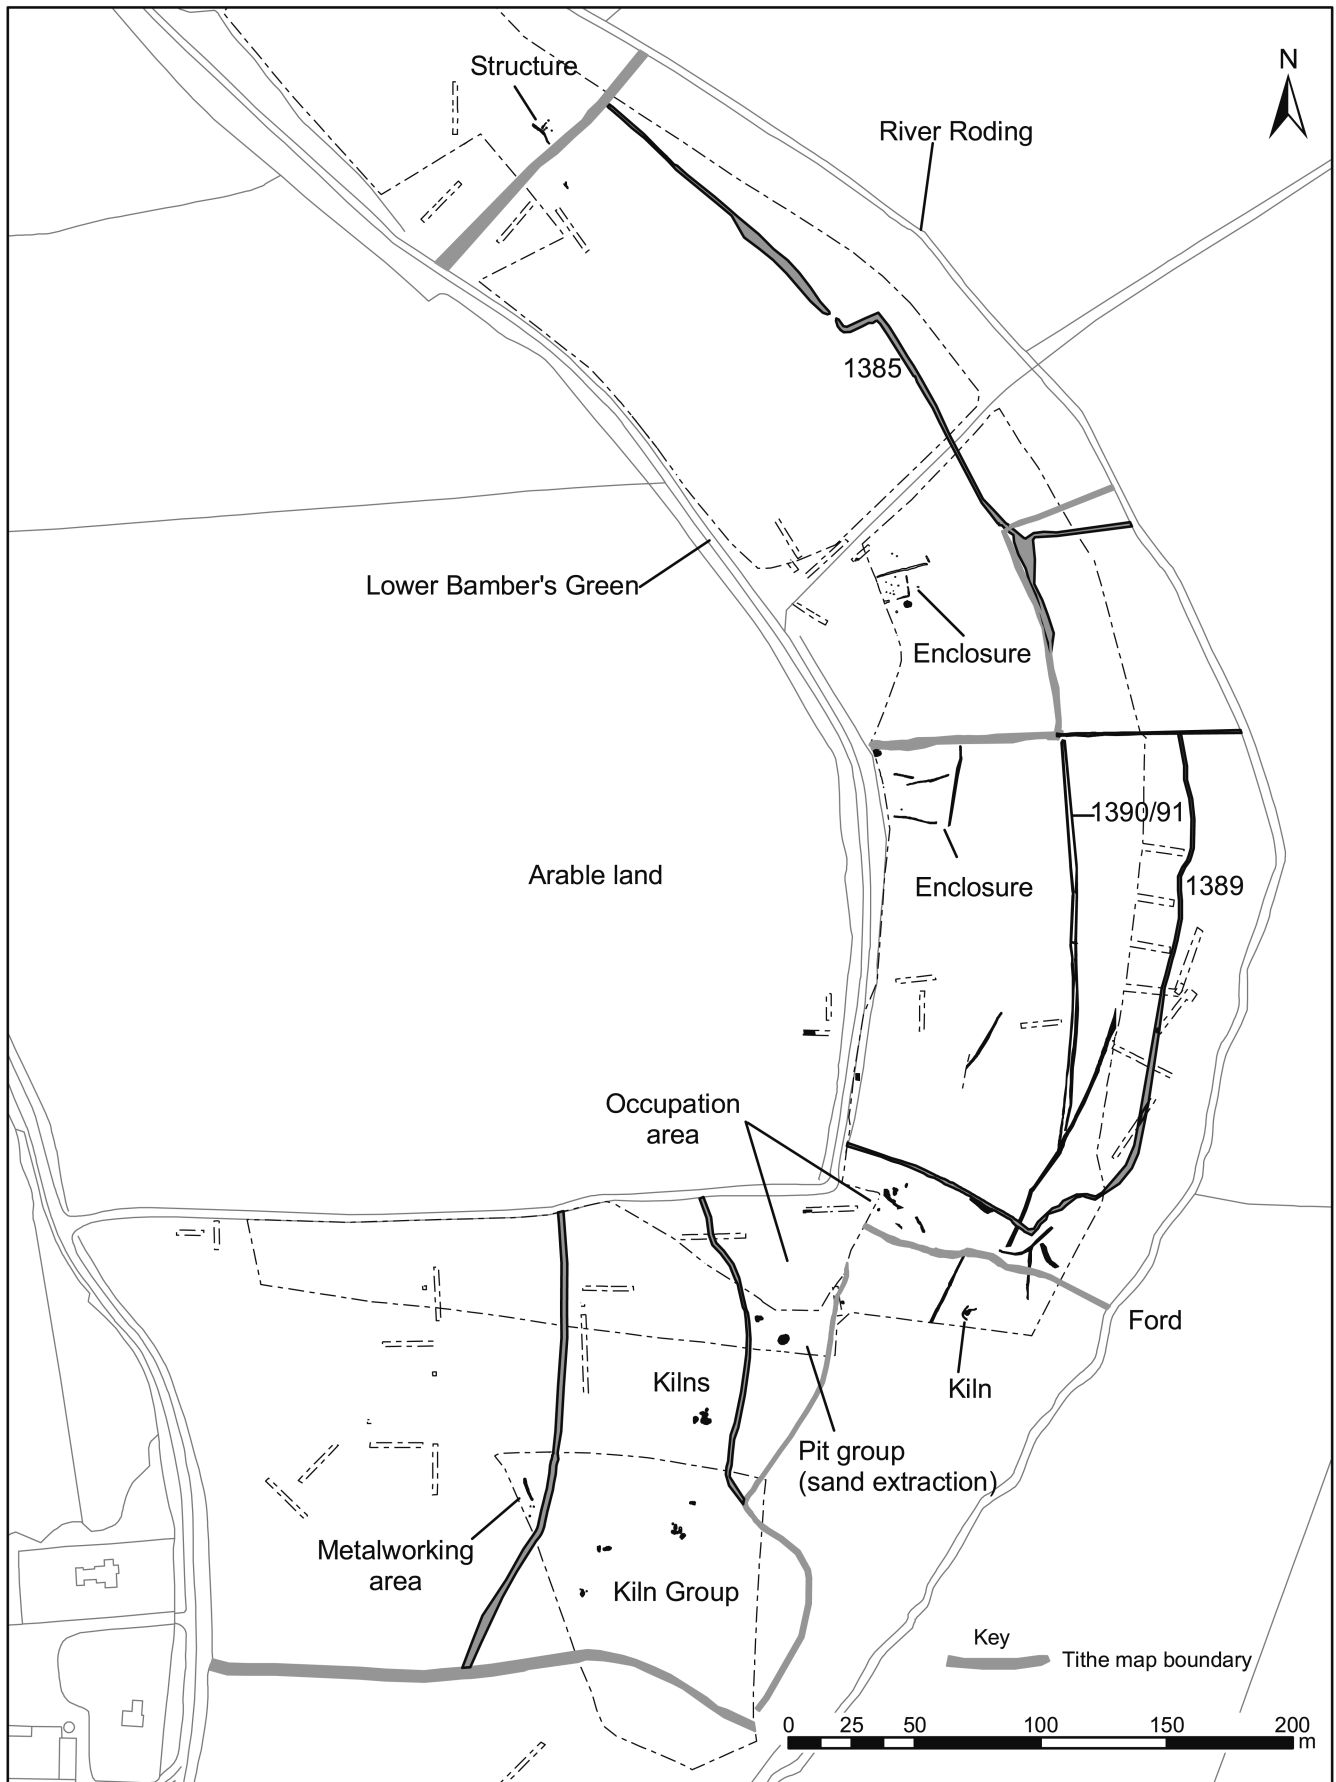 Structure
N
River Roding
1385
Lower Bamber's Green
Enclosure
1390/91
Arable land
Enclosure
1389
Occupation
area
Ford
Kilns
Kiln
Pit group
(sand extraction)
Metalworking
area
Kiln Group
Key
Tithe map boundary
0 25 50 100 150 200
m